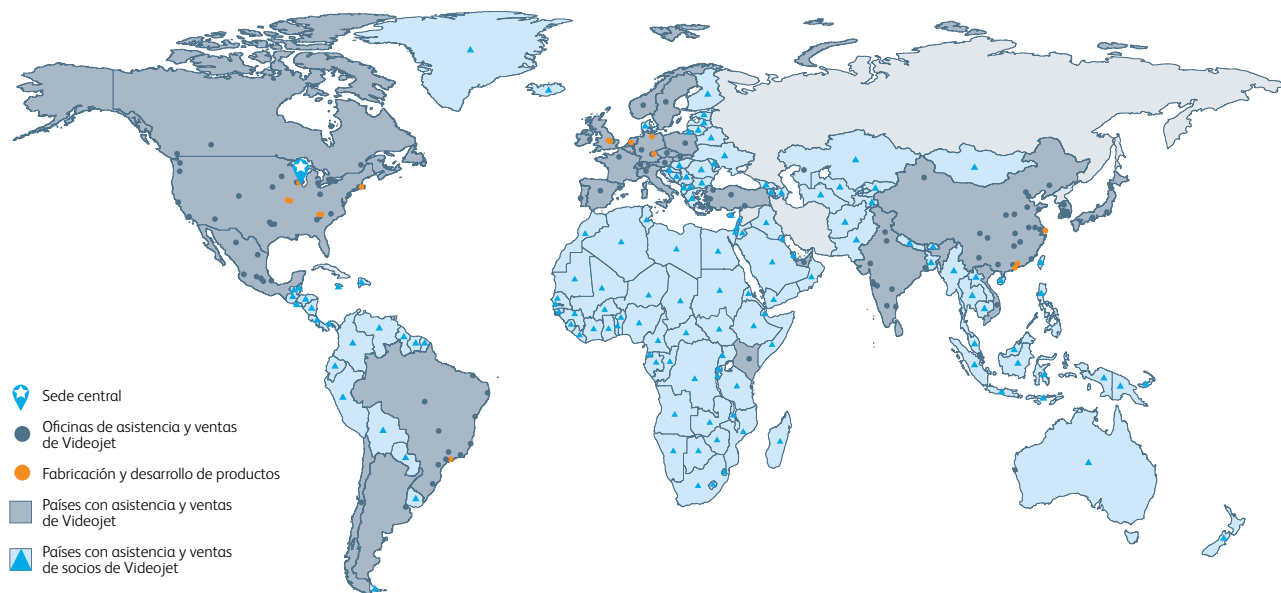 Sede central
Oficinas de asistencia y ventas
de Videojet
Fabricación y desarrollo de productos
Países con asistencia y ventas
de Videojet
Países con asistencia y ventas
de socios de Videojet